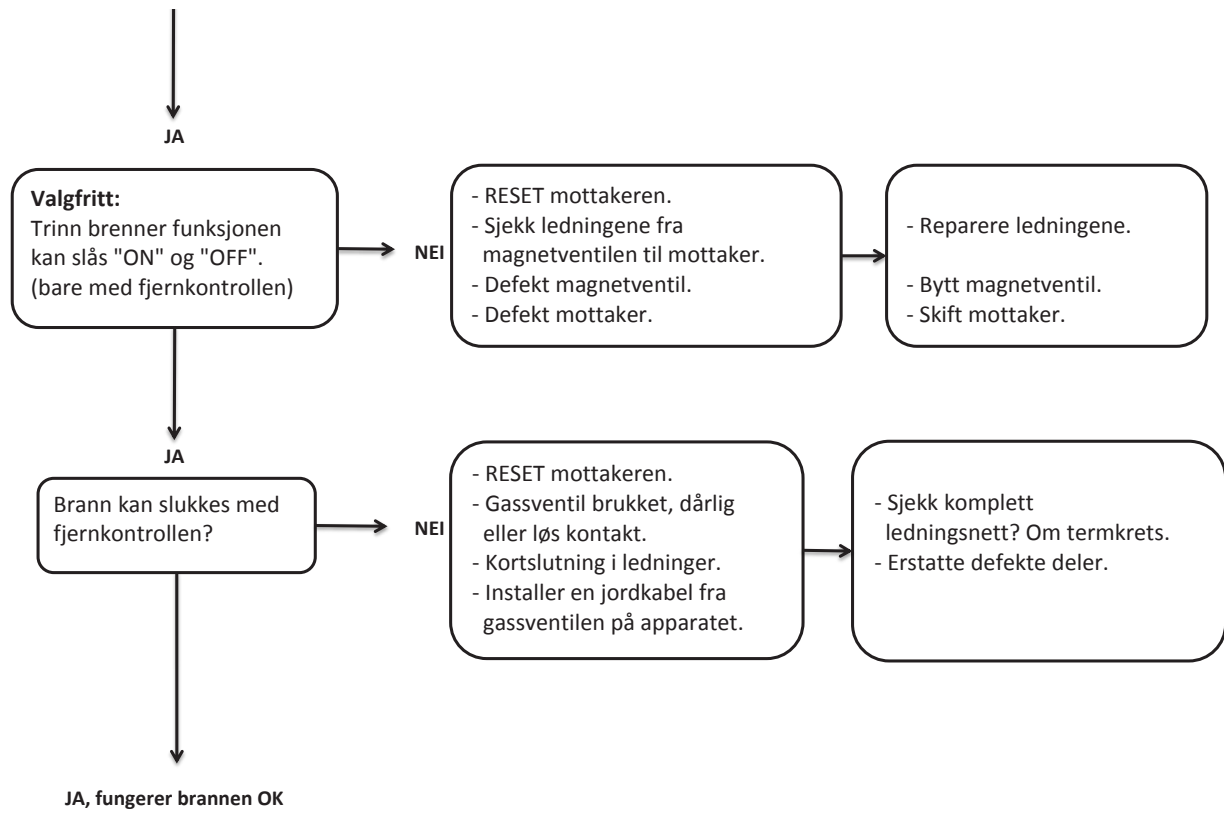 JA
Valgfritt:
Trinn brenner funksjonen
kan slås "ON" og "OFF".
(bare med fjernkontrollen)
NEI
- RESET mottakeren.
- Sjekk ledningene fra
magnetventilen til mottaker.
- Defekt magnetventil.
- Defekt mottaker.
- Reparere ledningene.
- Bytt magnetventil.
- Skift mottaker.
JA
Brann kan slukkes med
fjernkontrollen?
NEI
- RESET mottakeren.
- Gassventil brukket, dårlig
eller løs kontakt.
- Kortslutning i ledninger.
- Installer en jordkabel fra
gassventilen på apparatet.
- Sjekk komplett
ledningsnett? Om termkrets.
- Erstatte defekte deler.
JA, fungerer brannen OK